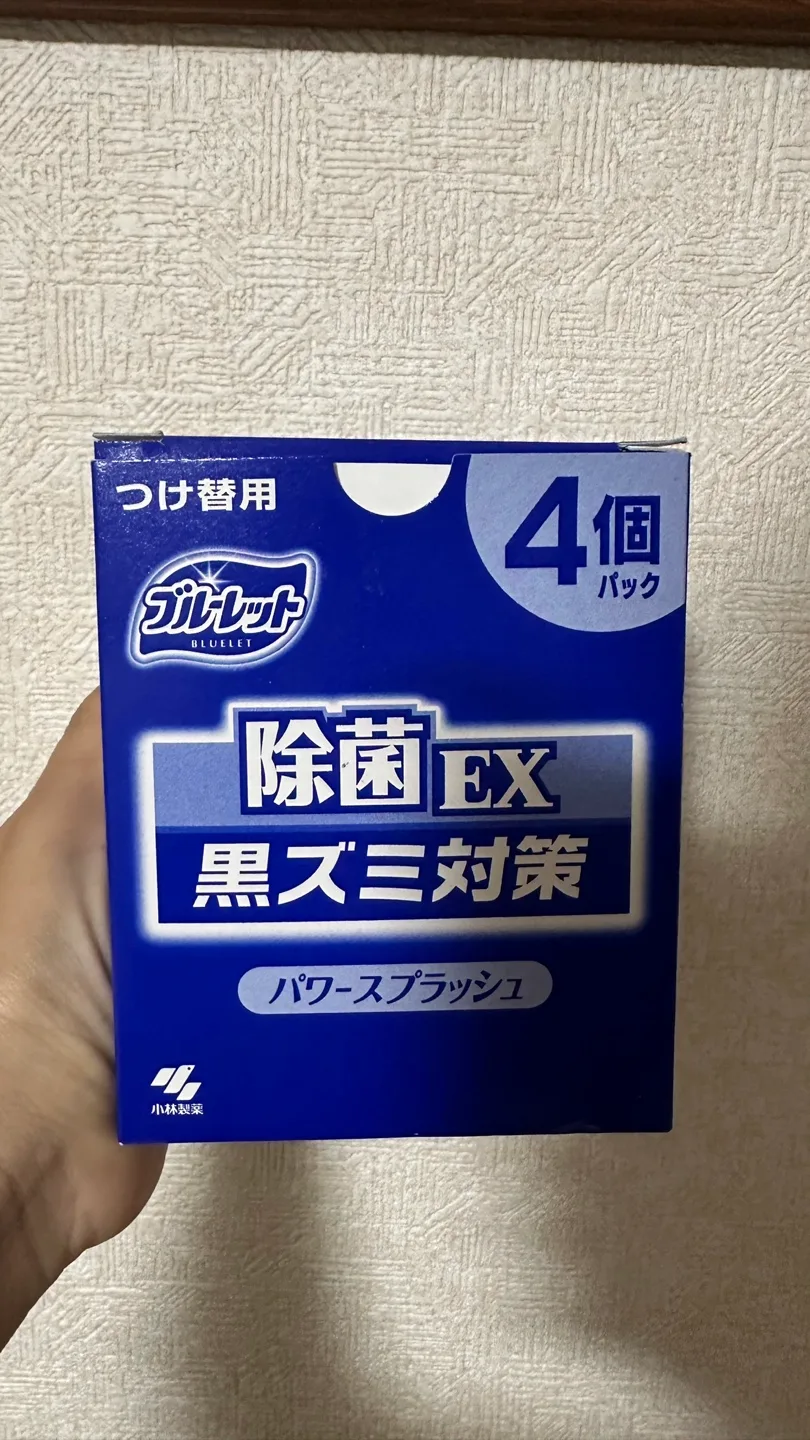 つけ替用
4個
パック
ブルーレット
BLUELET
除菌EX
黒ズミ対策
パワースプラッシュ
小林製薬